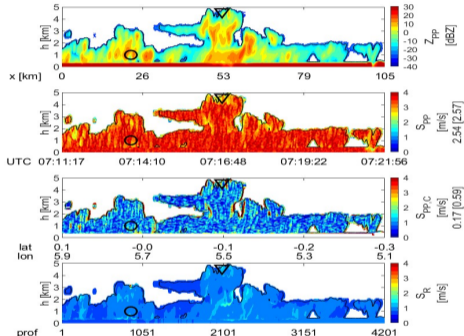 5 4 3 2 1 0 h [km] 30 20 10 0 -10 -20 -30 -40 Z_PP [dBZ]
x [km] 0 26 53 79 105
5 4 3 2 1 0 h [km] 4 3 2 1 0 S_PP [m/s] 2.54 [2.57]
UTC 07:11:17 07:14:10 07:16:48 07:19:22 07:21:56
5 4 3 2 1 0 h [km] 4 3 2 1 0 S_PP,C [m/s] 0.17 [0.59]
lat 0.1 -0.0 -0.1 -0.2 -0.3
lon 5.9 5.7 5.5 5.3 5.1
5 4 3 2 1 0 h [km] 4 3 2 1 0 S_R [m/s]
prof 1 1051 2101 3151 4201